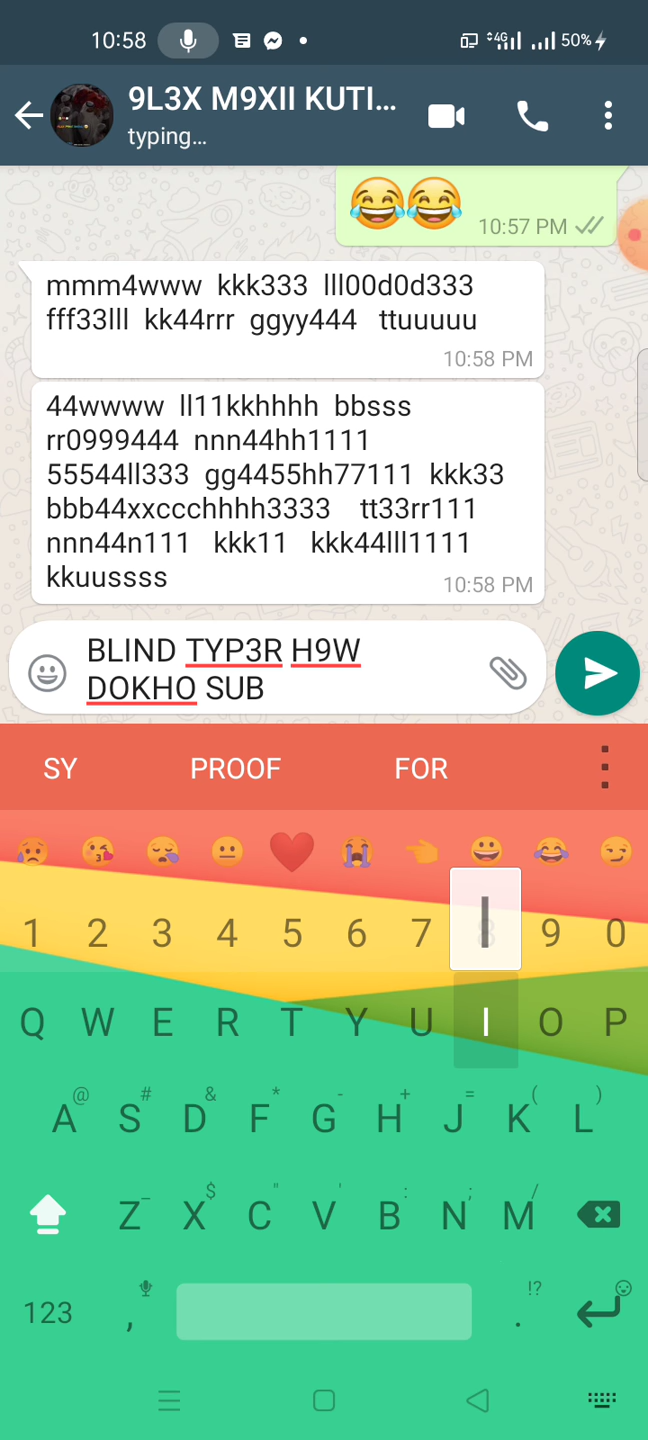 10:58
4G
50%
9L3X M9XII KUTI...
typing...
😂😂
10:57 PM
mmm4www kkk333 lll00d0d333
fff33lll kk44rrr ggyy444 ttuuuuu
10:58 PM
44wwww ll11kkhhhh bbsss
rr0999444 nnn44hh1111
55544ll333 gg4455hh77111 kkk33
bbb44xxccchhhh3333 tt33rr111
nnn44n111 kkk11 kkk44lll1111
kkuussss
10:58 PM
BLIND TYP3R H9W
DOKHO SUB
SY PROOF FOR
1 2 3 4 5 6 7 8 9 0
I
Q W E R T Y U I O P
@ # & * - + = ( )
A S D F G H J K L
_ $ " ' : ; /
Z X C V B N M
!?
123 , .